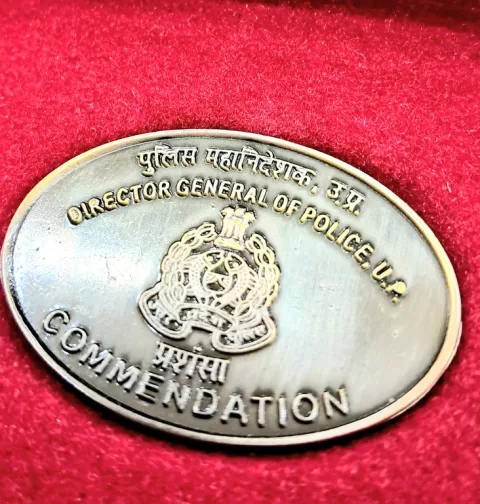 पुलिस महानिदेशक, उ.प्र.
DIRECTOR GENERAL OF POLICE, U.P.
प्रशंसा
COMMENDATION